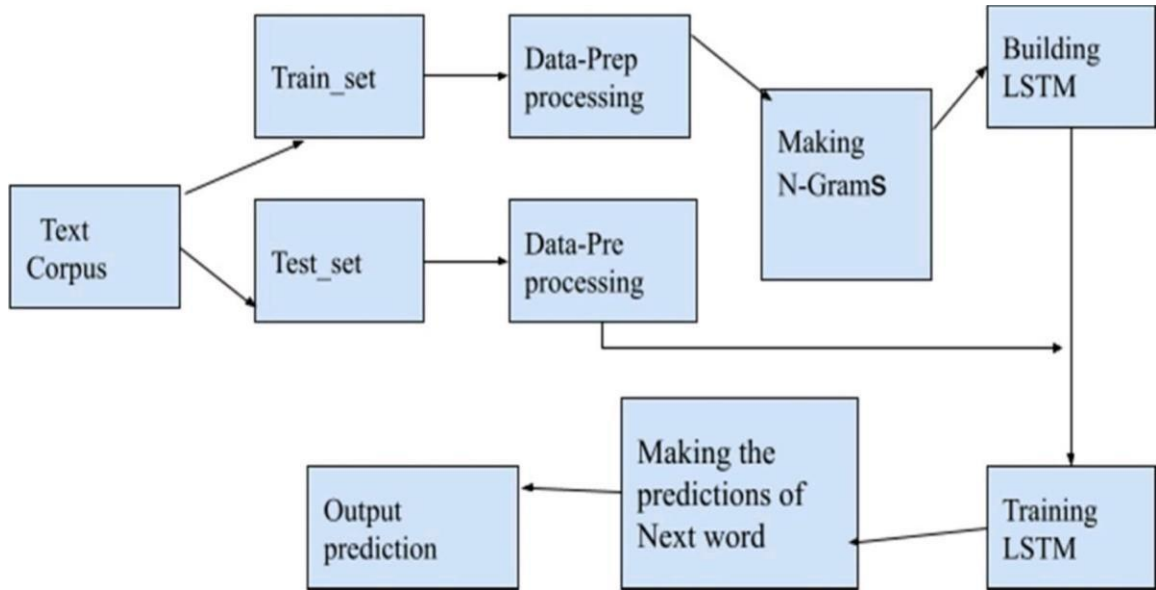 Text
Corpus
Train_set
Data-Prep
processing
Making
N-Grams
Building
LSTM
Test_set
Data-Pre
processing
Training
LSTM
Making the
predictions of
Next word
Output
prediction